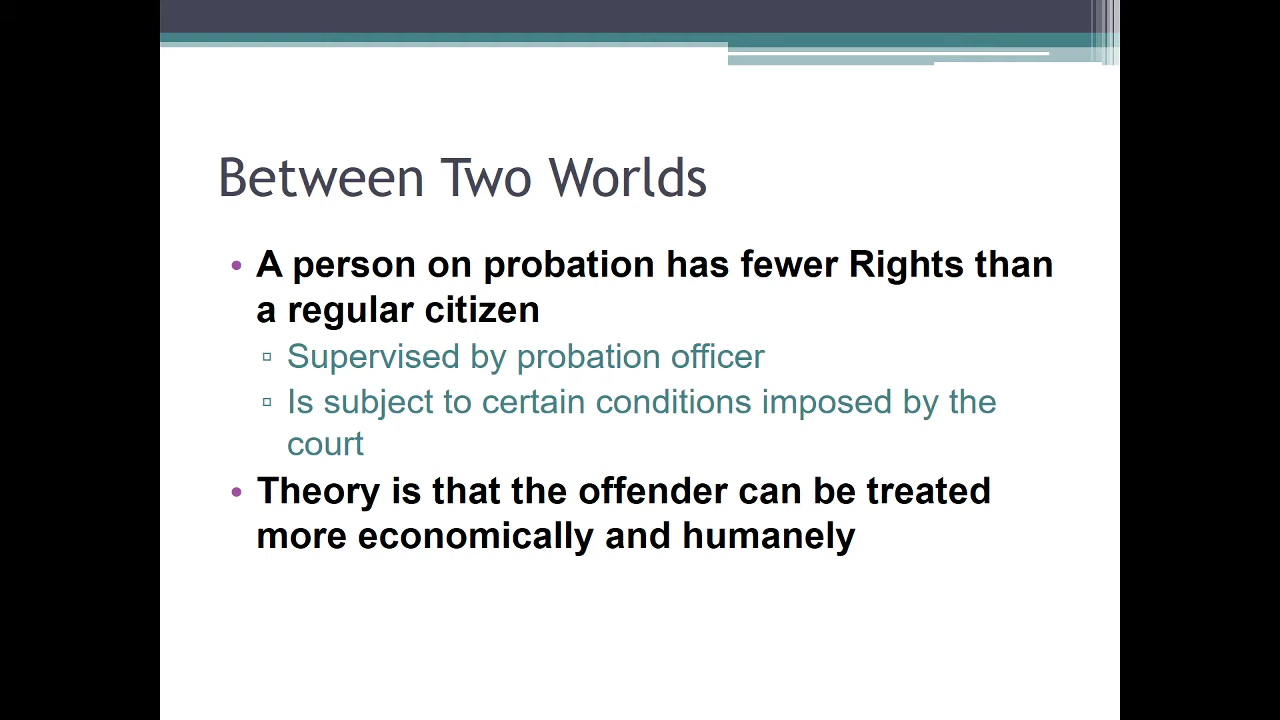 Between Two Worlds
• A person on probation has fewer Rights than
a regular citizen
▫ Supervised by probation officer
▫ Is subject to certain conditions imposed by the
court
• Theory is that the offender can be treated
more economically and humanely